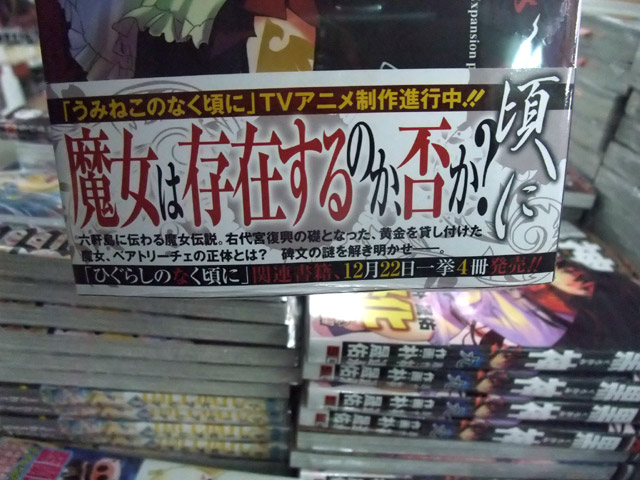 expansion
頃に
「うみねこのなく頃に」TVアニメ制作進行中!!
魔女は存在するのか、否か?
六軒島に伝わる魔女伝説。右代宮復興の礎となった、黄金を貸し付けた
魔女、ベアトリーチェの正体とは? 碑文の謎を解き明かせ――。
「ひぐらしのなく頃に」関連書籍、12月22日一挙4冊発売!!